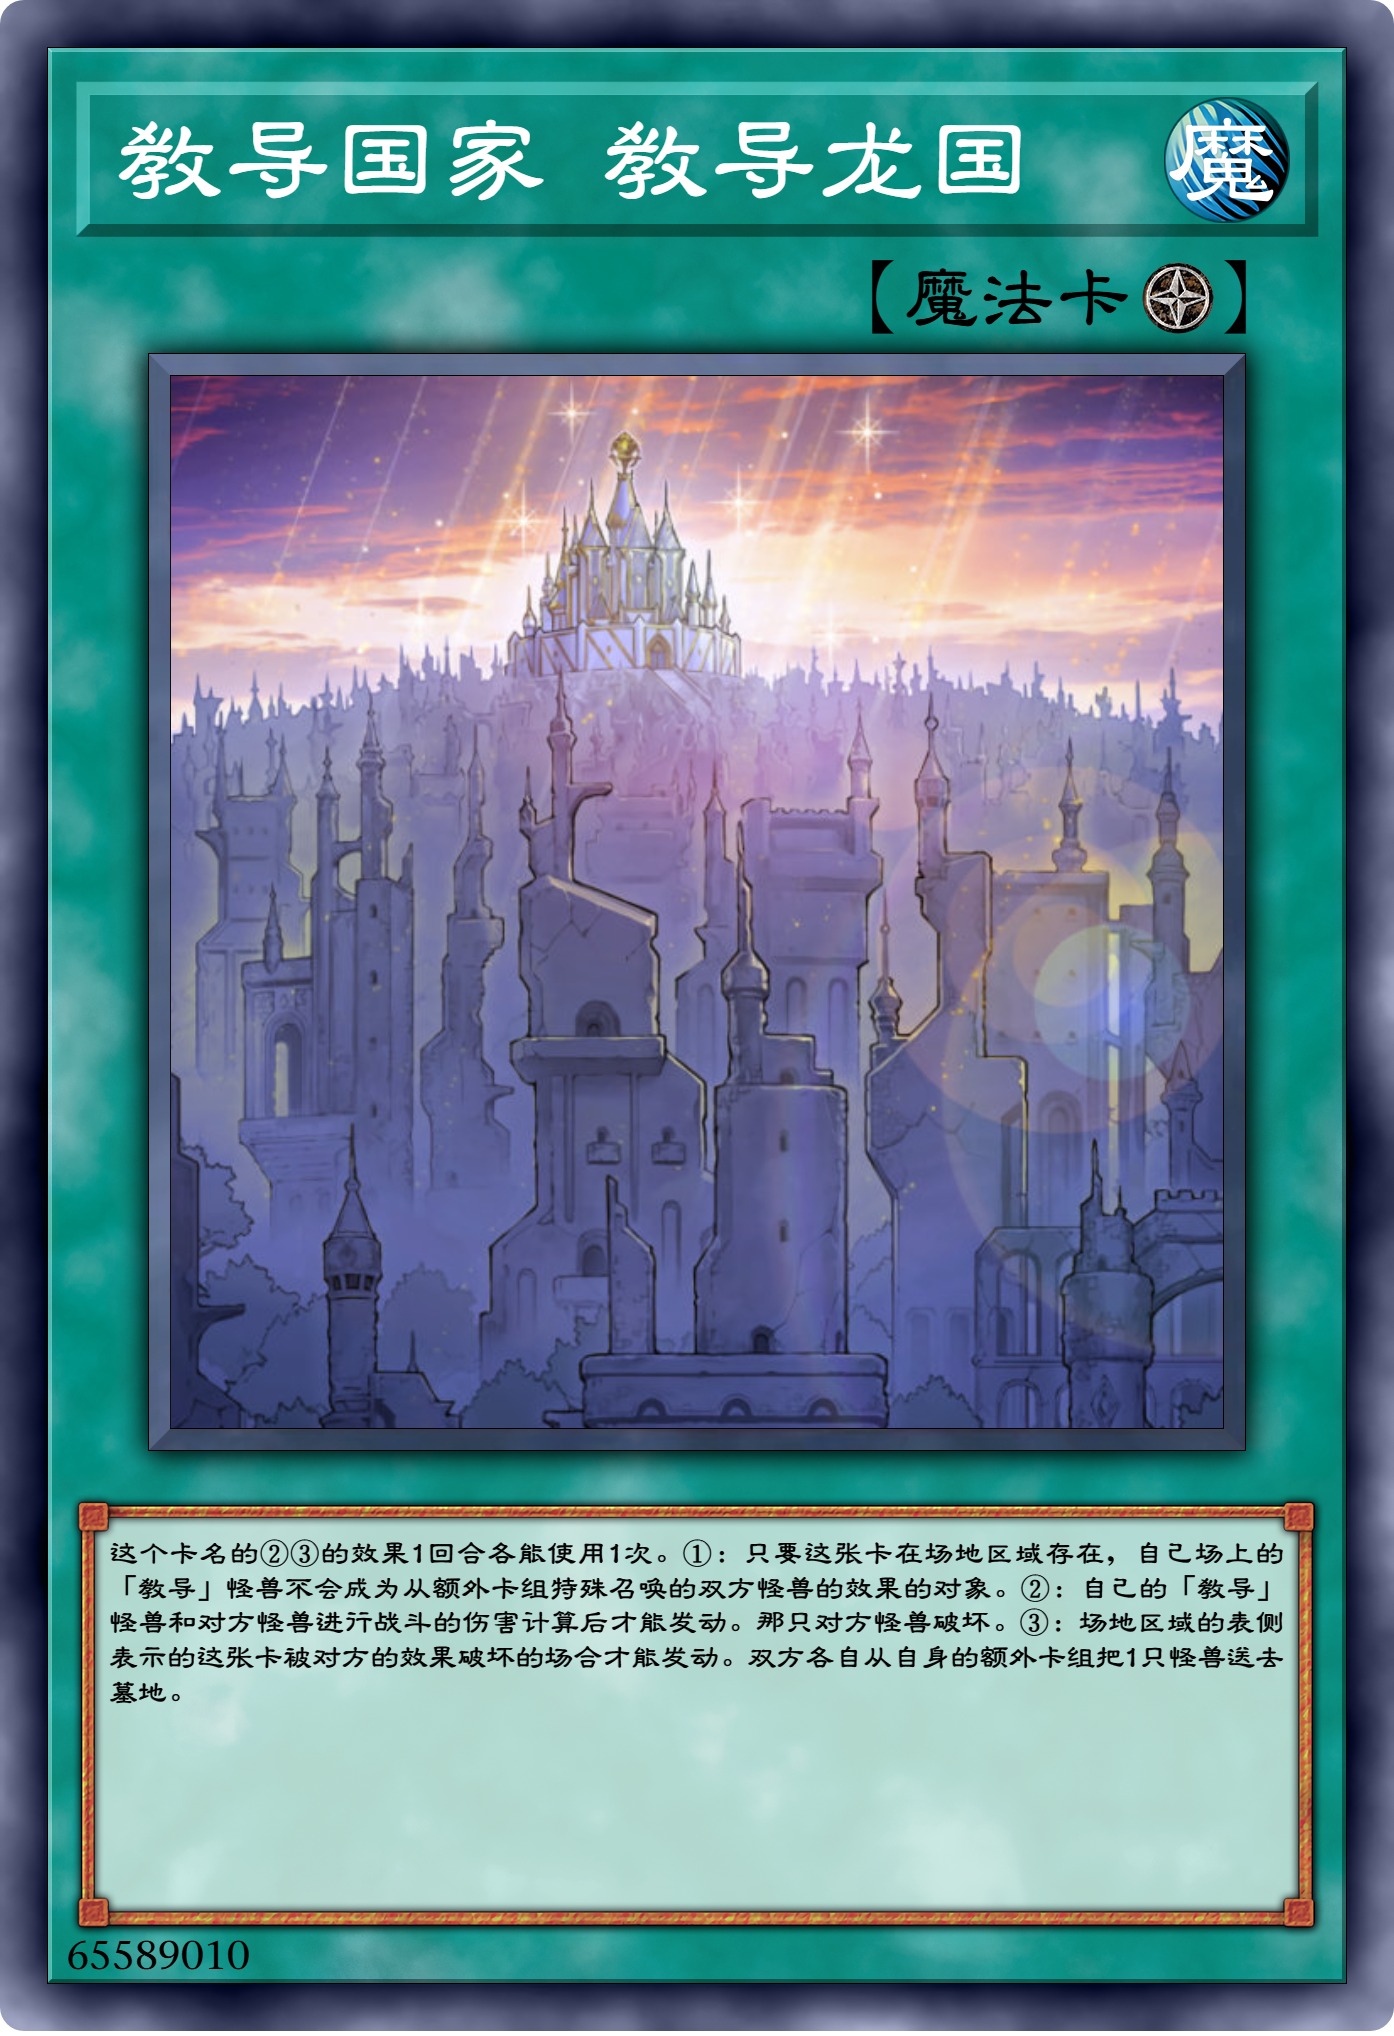 教导国家 教导龙国
魔
【魔法卡】
这个卡名的②③的效果1回合各能使用1次。①：只要这张卡在场地区域存在，自己场上的
「教导」怪兽不会成为从额外卡组特殊召唤的双方怪兽的效果的对象。②：自己的「教导」
怪兽和对方怪兽进行战斗的伤害计算后才能发动。那只对方怪兽破坏。③：场地区域的表侧
表示的这张卡被对方的效果破坏的场合才能发动。双方各自从自身的额外卡组把1只怪兽送去
墓地。
65589010